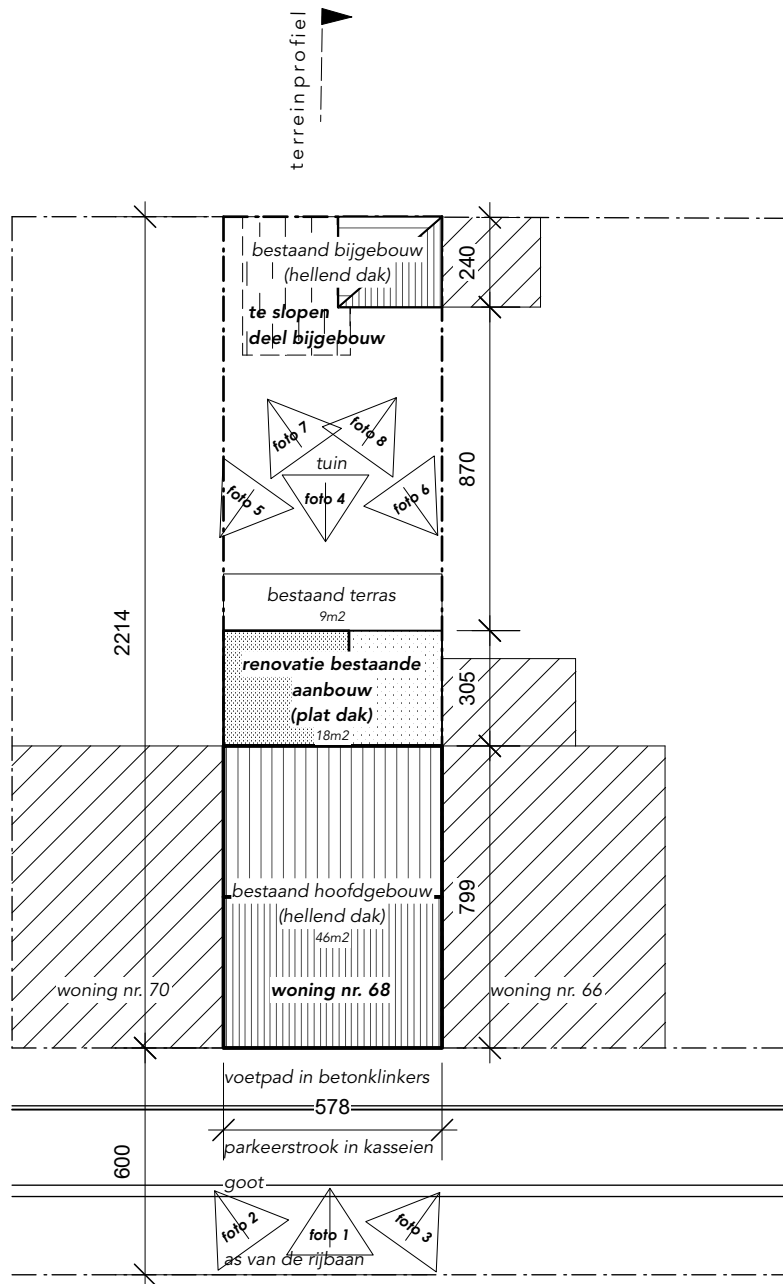 terreinprofiel
bestaand bijgebouw
(hellend dak)
240
te slopen
deel bijgebouw
foto 7
foto 8
tuin
870
foto 5
foto 4
foto 6
bestaand terras
9m2
2214
renovatie bestaande
aanbouw
(plat dak)
18m2
305
bestaand hoofdgebouw
(hellend dak)
46m2
799
woning nr. 70
woning nr. 68
woning nr. 66
voetpad in betonklinkers
578
parkeerstrook in kasseien
600
goot
foto 2
foto 1
foto 3
as van de rijbaan